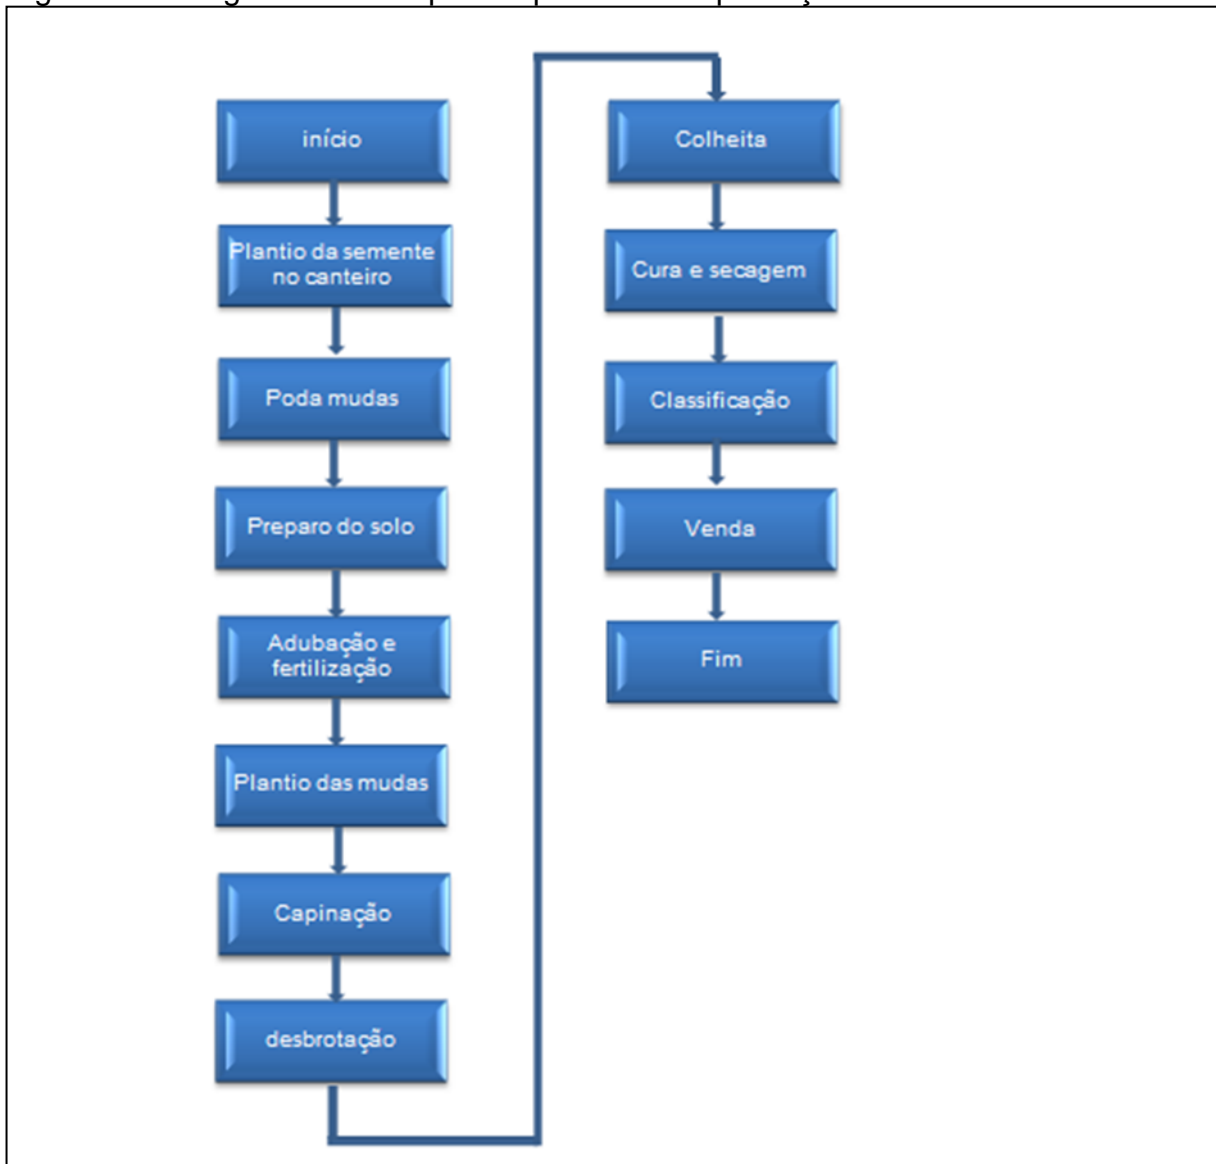 início
Plantio da semente
no canteiro
Poda mudas
Preparo do solo
Adubação e
fertilização
Plantio das mudas
Capinação
desbrotação
Colheita
Cura e secagem
Classificação
Venda
Fim